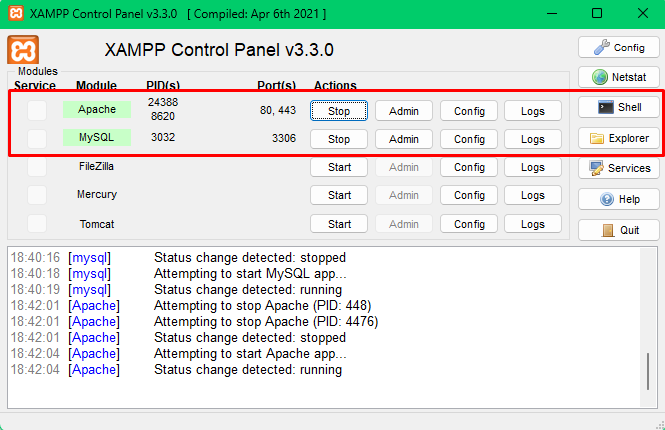 XAMPP Control Panel v3.3.0 [ Compiled: Apr 6th 2021 ]
XAMPP Control Panel v3.3.0
Config
Modules
Service Module PID(s) Port(s) Actions
Netstat
Apache 24388 8620 80, 443 Stop Admin Config Logs
Shell
MySQL 3032 3306 Stop Admin Config Logs
Explorer
FileZilla Start Admin Config Logs
Services
Mercury Start Admin Config Logs
Help
Tomcat Start Admin Config Logs
Quit
18:40:16 [mysql] Status change detected: stopped
18:40:18 [mysql] Attempting to start MySQL app...
18:40:19 [mysql] Status change detected: running
18:42:01 [Apache] Attempting to stop Apache (PID: 448)
18:42:01 [Apache] Attempting to stop Apache (PID: 4476)
18:42:01 [Apache] Status change detected: stopped
18:42:04 [Apache] Attempting to start Apache app...
18:42:04 [Apache] Status change detected: running